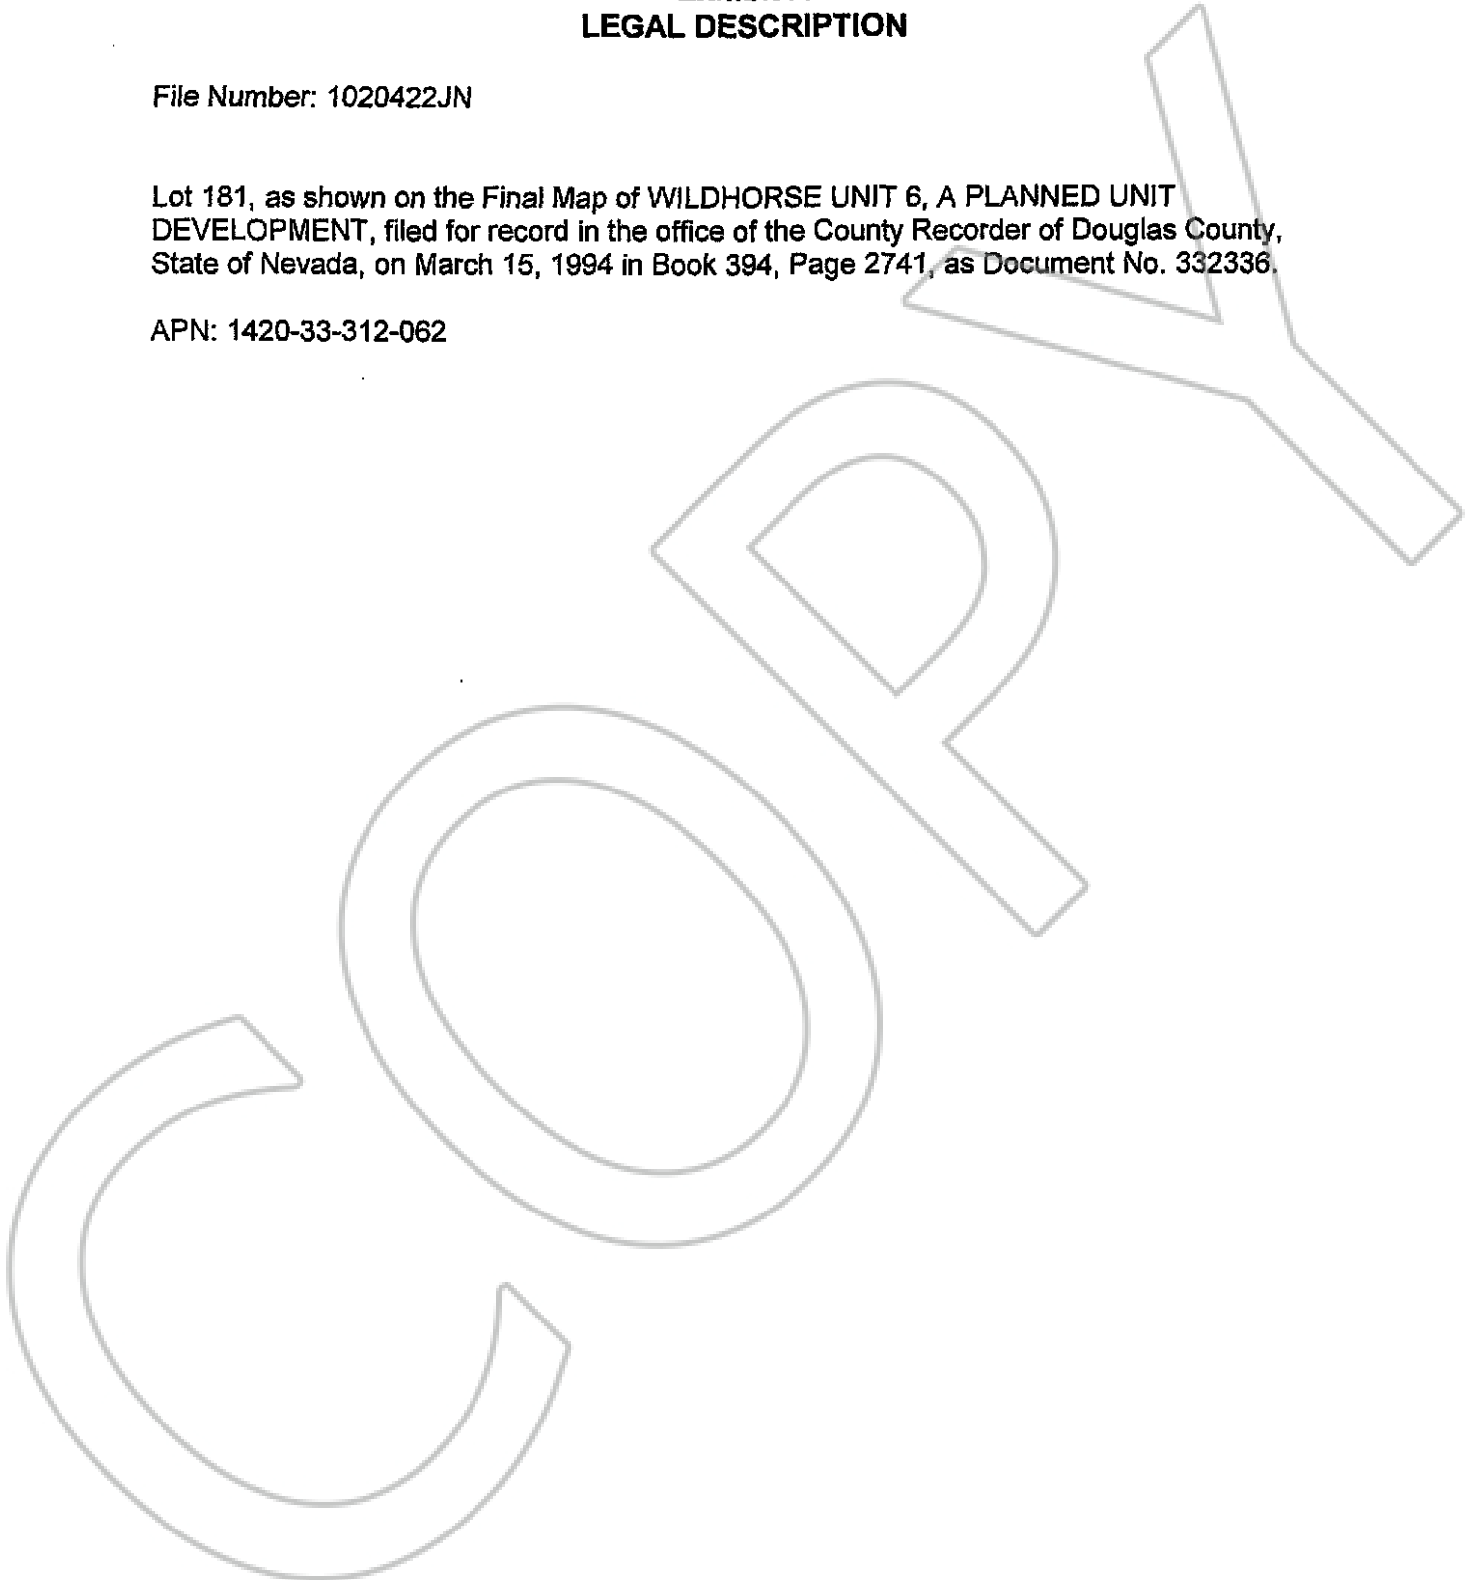 LEGAL DESCRIPTION
File Number: 1020422JN
Lot 181, as shown on the Final Map of WILDHORSE UNIT 6, A PLANNED UNIT
DEVELOPMENT, filed for record in the office of the County Recorder of Douglas County,
State of Nevada, on March 15, 1994 in Book 394, Page 2741, as Document No. 332336.
APN: 1420-33-312-062
COPY